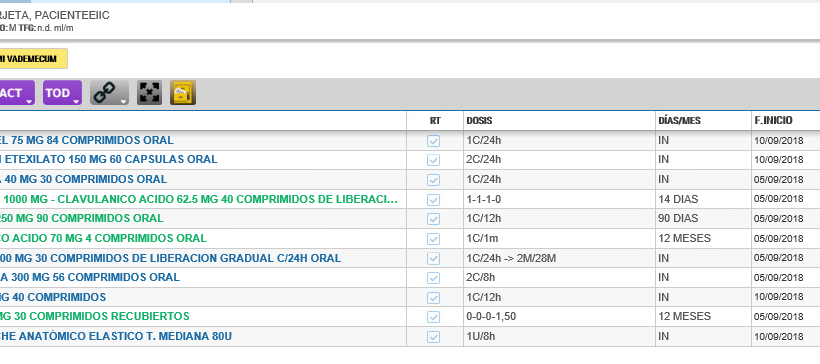 RJETA, PACIENTEEIIC
O: M TFG: n.d. ml/m
MI VADEMECUM
ACT TOD
RT DOSIS DÍAS/MES F.INICIO
EL 75 MG 84 COMPRIMIDOS ORAL 1C/24h IN 10/09/2018
N ETEXILATO 150 MG 60 CAPSULAS ORAL 2C/24h IN 10/09/2018
A 40 MG 30 COMPRIMIDOS ORAL 1C/24h IN 05/09/2018
1000 MG - CLAVULANICO ACIDO 62.5 MG 40 COMPRIMIDOS DE LIBERACI... 1-1-1-0 14 DIAS 05/09/2018
250 MG 90 COMPRIMIDOS ORAL 1C/12h 90 DIAS 05/09/2018
CO ACIDO 70 MG 4 COMPRIMIDOS ORAL 1C/1m 12 MESES 05/09/2018
00 MG 30 COMPRIMIDOS DE LIBERACION GRADUAL C/24H ORAL 1C/24h -> 2M/28M IN 05/09/2018
A 300 MG 56 COMPRIMIDOS ORAL 2C/8h IN 05/09/2018
MG 40 COMPRIMIDOS 1C/12h IN 10/09/2018
MG 30 COMPRIMIDOS RECUBIERTOS 0-0-0-1,50 12 MESES 05/09/2018
CHE ANATÓMICO ELASTICO T. MEDIANA 80U 1U/8h IN 10/09/2018